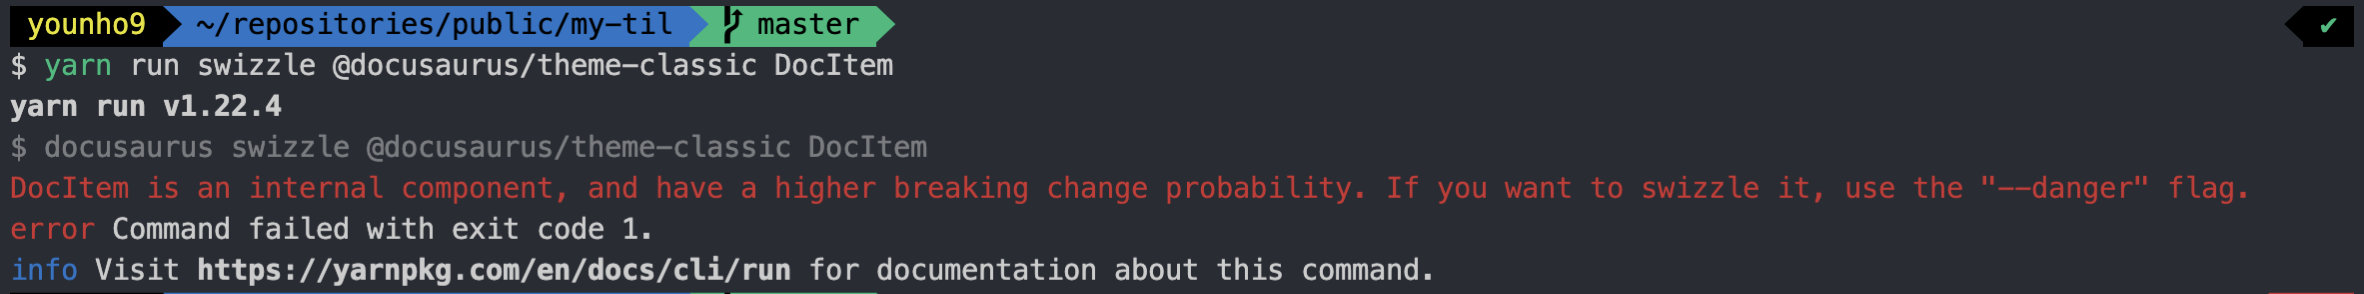 younho9 ~/repositories/public/my-til master ✔
$ yarn run swizzle @docusaurus/theme-classic DocItem
yarn run v1.22.4
$ docusaurus swizzle @docusaurus/theme-classic DocItem
DocItem is an internal component, and have a higher breaking change probability. If you want to swizzle it, use the "--danger" flag.
error Command failed with exit code 1.
info Visit https://yarnpkg.com/en/docs/cli/run for documentation about this command.